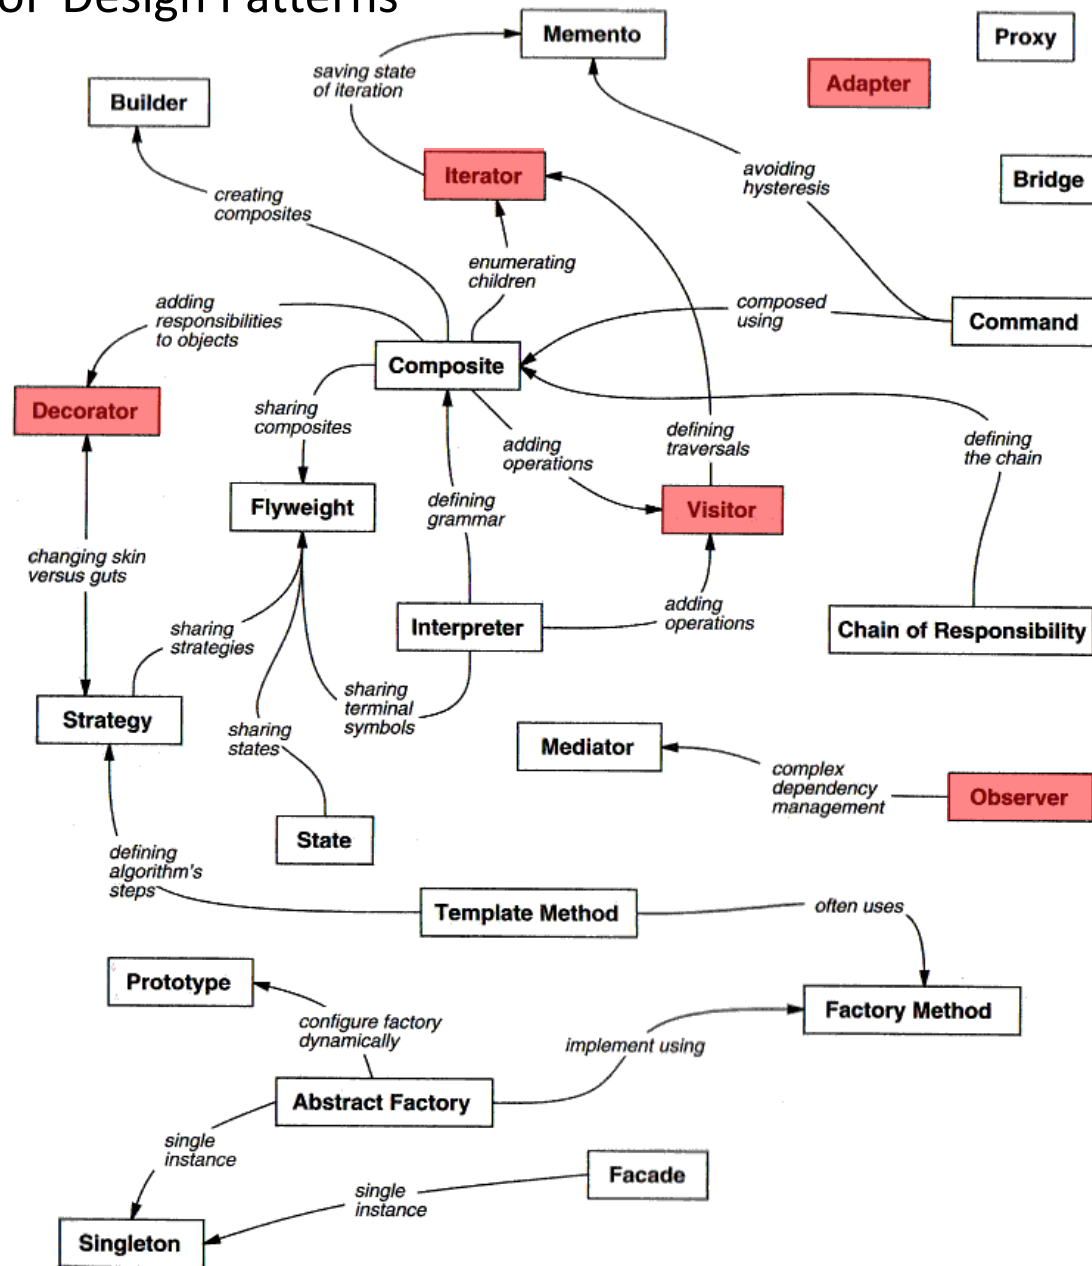 or Design Patterns
Memento
Proxy
Adapter
saving state
of iteration
Builder
Iterator
avoiding
hysteresis
Bridge
creating
composites
enumerating
children
adding
responsibilities
to objects
composed
using
Command
Composite
Decorator
sharing
composites
adding
operations
defining
traversals
defining
the chain
Flyweight
defining
grammar
Visitor
changing skin
versus guts
adding
operations
sharing
strategies
Interpreter
Chain of Responsibility
sharing
terminal
symbols
Strategy
sharing
states
Mediator
complex
dependency
management
Observer
State
defining
algorithm's
steps
Template Method
often uses
Prototype
Factory Method
configure factory
dynamically
implement using
Abstract Factory
single
instance
Facade
single
instance
Singleton